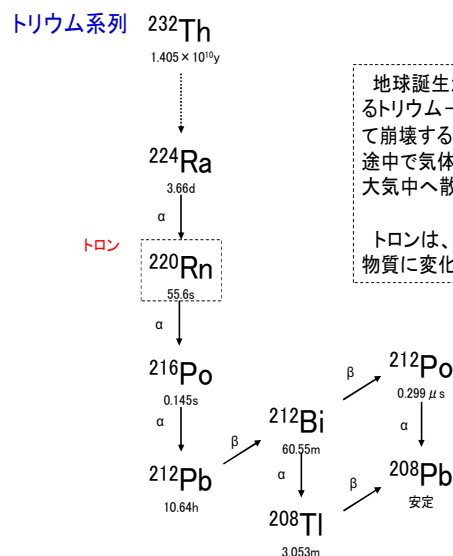 トリウム系列
²³²Th
1.405×10¹⁰y
地球誕生
るトリウム－
て崩壊する
途中で気体
大気中へ散
²²⁴Ra
3.66d
α
トロン
トロンは、
物質に変化
²²⁰Rn
55.6s
α
²¹⁶Po
0.145s
²¹²Po
0.299μs
β
α
β
²¹²Bi
60.55m
α
²¹²Pb
10.64h
α
β
²⁰⁸Pb
安定
²⁰⁸Tl
3.053m